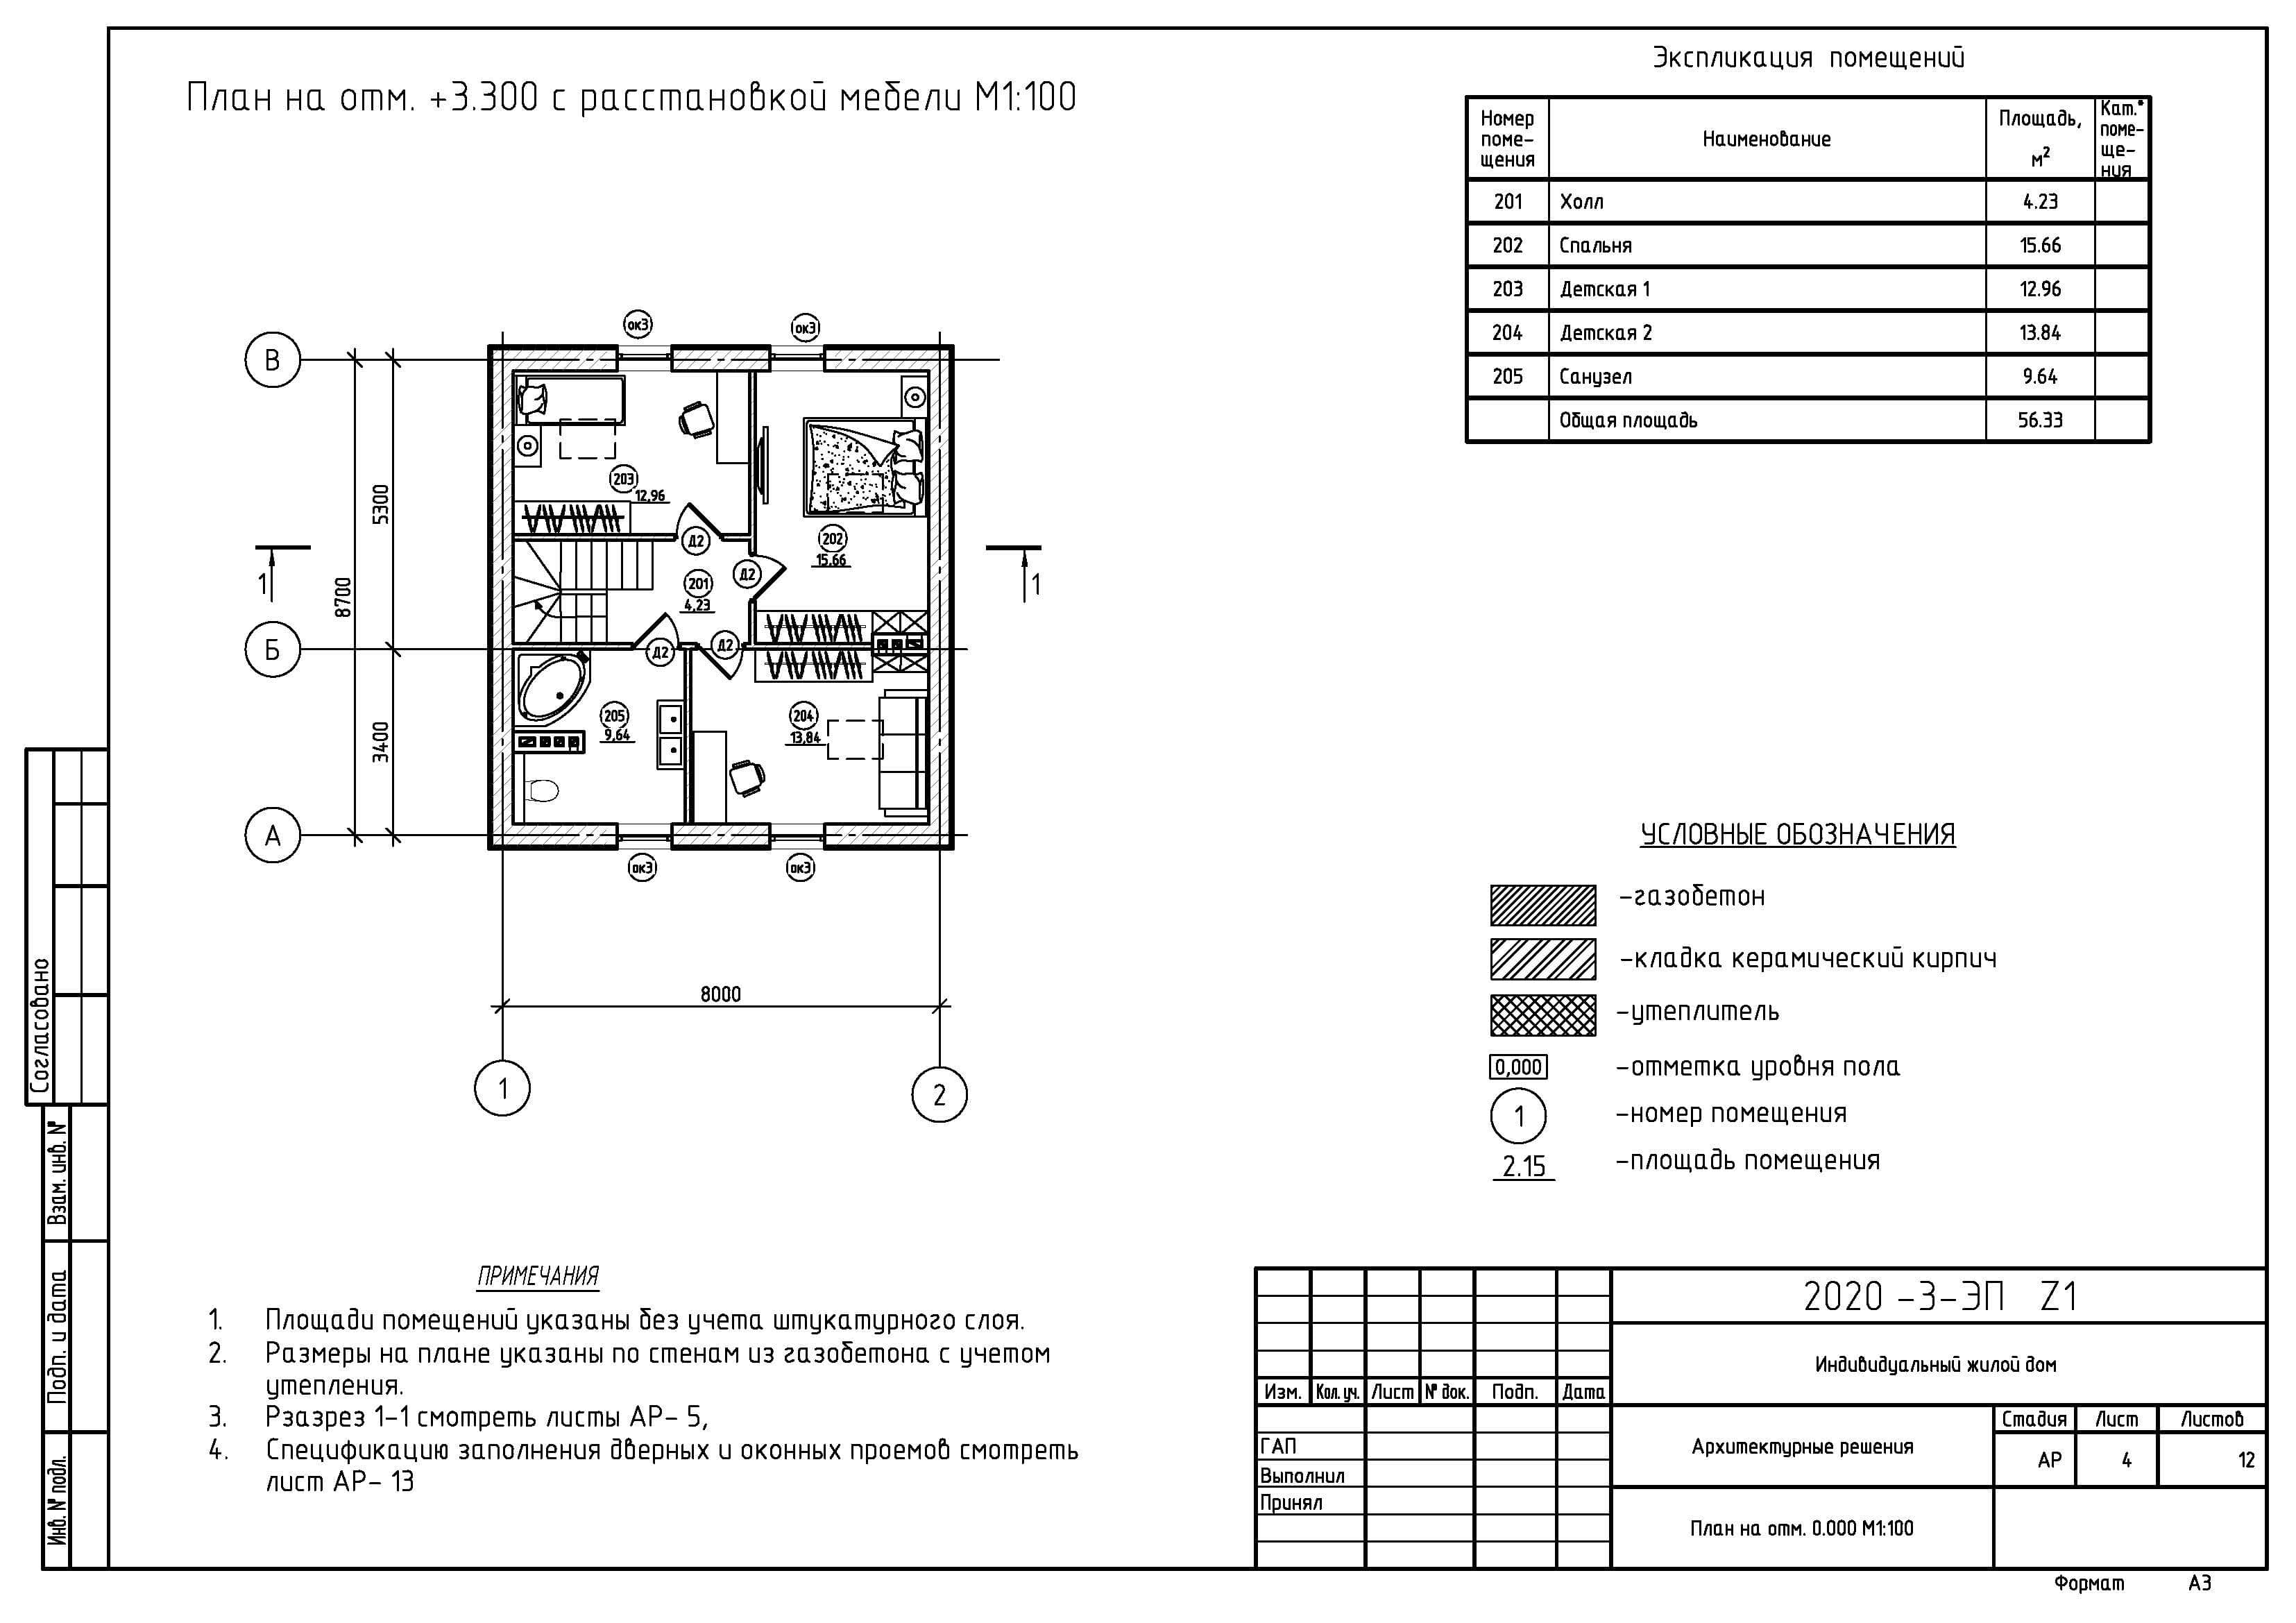 План на отм. +3.300 с расстановкой мебели М1:100
Экспликация помещений
Номер поме-щения Наименование Площадь, м² Кат.* поме-ще-ния
201 Холл 4.23
202 Спальня 15.66
203 Детская 1 12.96
204 Детская 2 13.84
205 Санузел 9.64
Общая площадь 56.33
ок3 ок3
В
203
12,96
5300
Д2
202
15.66
1
8700
201
4,23
Д2
1
Б
Д2
Д2
3400
205
9,64
204
13,84
А
ок3 ок3
8000
1
2
УСЛОВНЫЕ ОБОЗНАЧЕНИЯ
-газобетон
-кладка керамический кирпич
-утеплитель
0,000 -отметка уровня пола
1 -номер помещения
2.15 -площадь помещения
ПРИМЕЧАНИЯ
1. Площади помещений указаны без учета штукатурного слоя.
2. Размеры на плане указаны по стенам из газобетона с учетом
утепления.
3. Рзазрез 1-1 смотреть листы АР- 5,
4. Спецификацию заполнения дверных и оконных проемов смотреть
лист АР- 13
Согласовано
Взам. инв. №
Подп. и дата
Инв. № подл.
2020 -3-ЭП Z1
Индивидуальный жилой дом
Изм. Кол. уч. Лист № док. Подп. Дата
ГАП
Выполнил
Принял
Архитектурные решения
Стадия Лист Листов
АР 4 12
План на отм. 0.000 М1:100
Формат А3